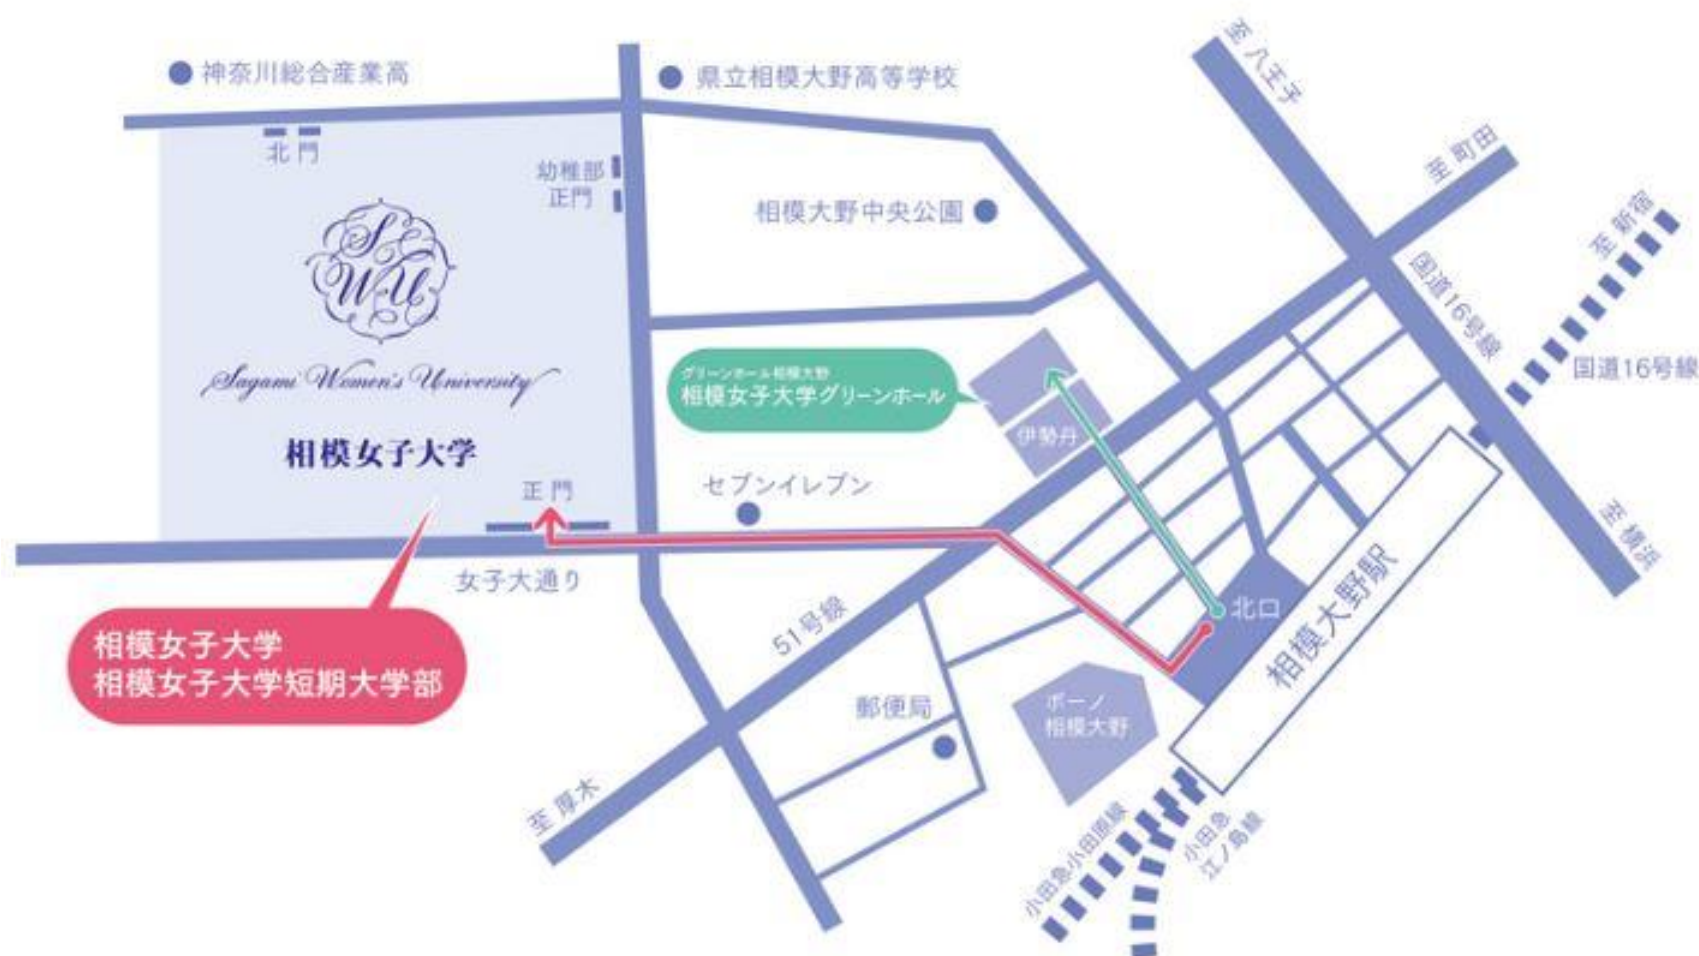 神奈川総合産業高
県立相模大野高等学校
至 八王子
北 門
幼稚部
正門
至 町田
相模大野中央公園
至 新宿
国道16号線
国道16号線
SWU
Sagami Women's University
相模女子大学
グリーンホール相模大野
相模女子大学グリーンホール
伊勢丹
正 門
セブンイレブン
女子大通り
至 横浜
北口
相模大野駅
51号線
相模女子大学
相模女子大学短期大学部
郵便局
ボーノ
相模大野
至 厚木
小田急小田原線
小田急
江ノ島線